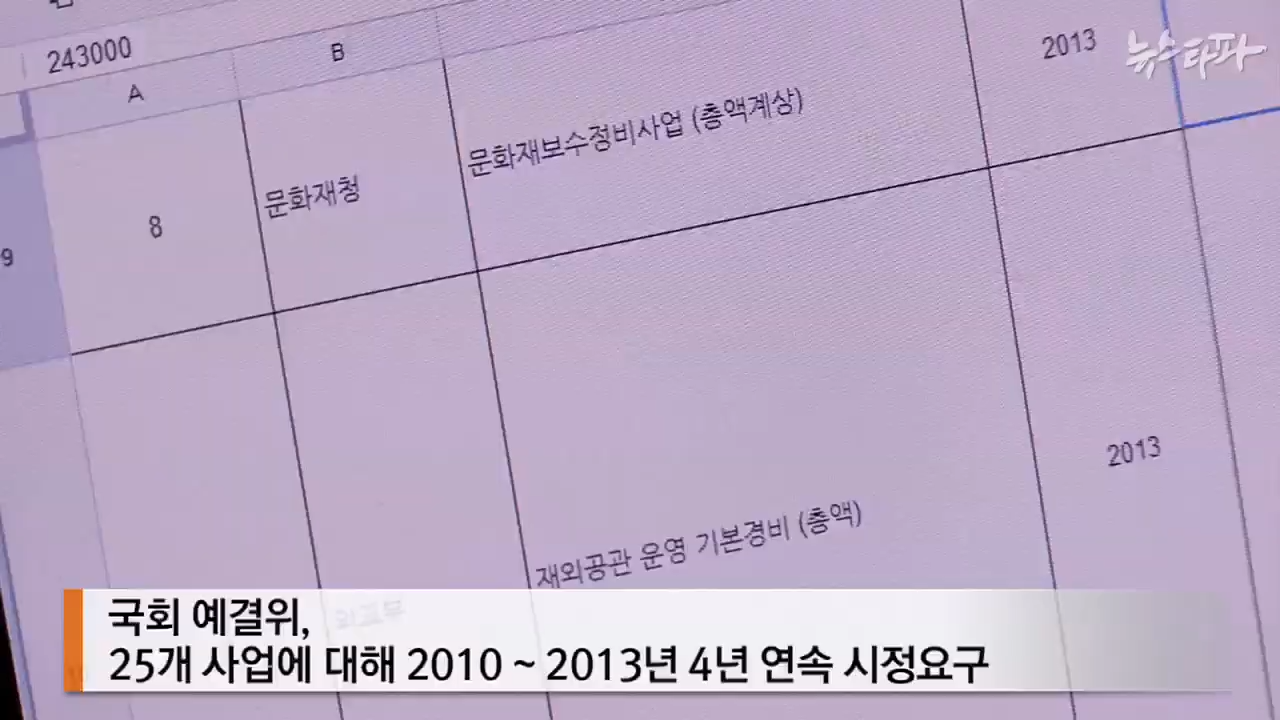 243000
A
B
2013
뉴스타파
9
8
문화재청
문화재보수정비사업 (총액계상)
2013
재외공관 운영 기본경비 (총액)
외교부
국회 예결위,
25개 사업에 대해 2010 ~ 2013년 4년 연속 시정요구